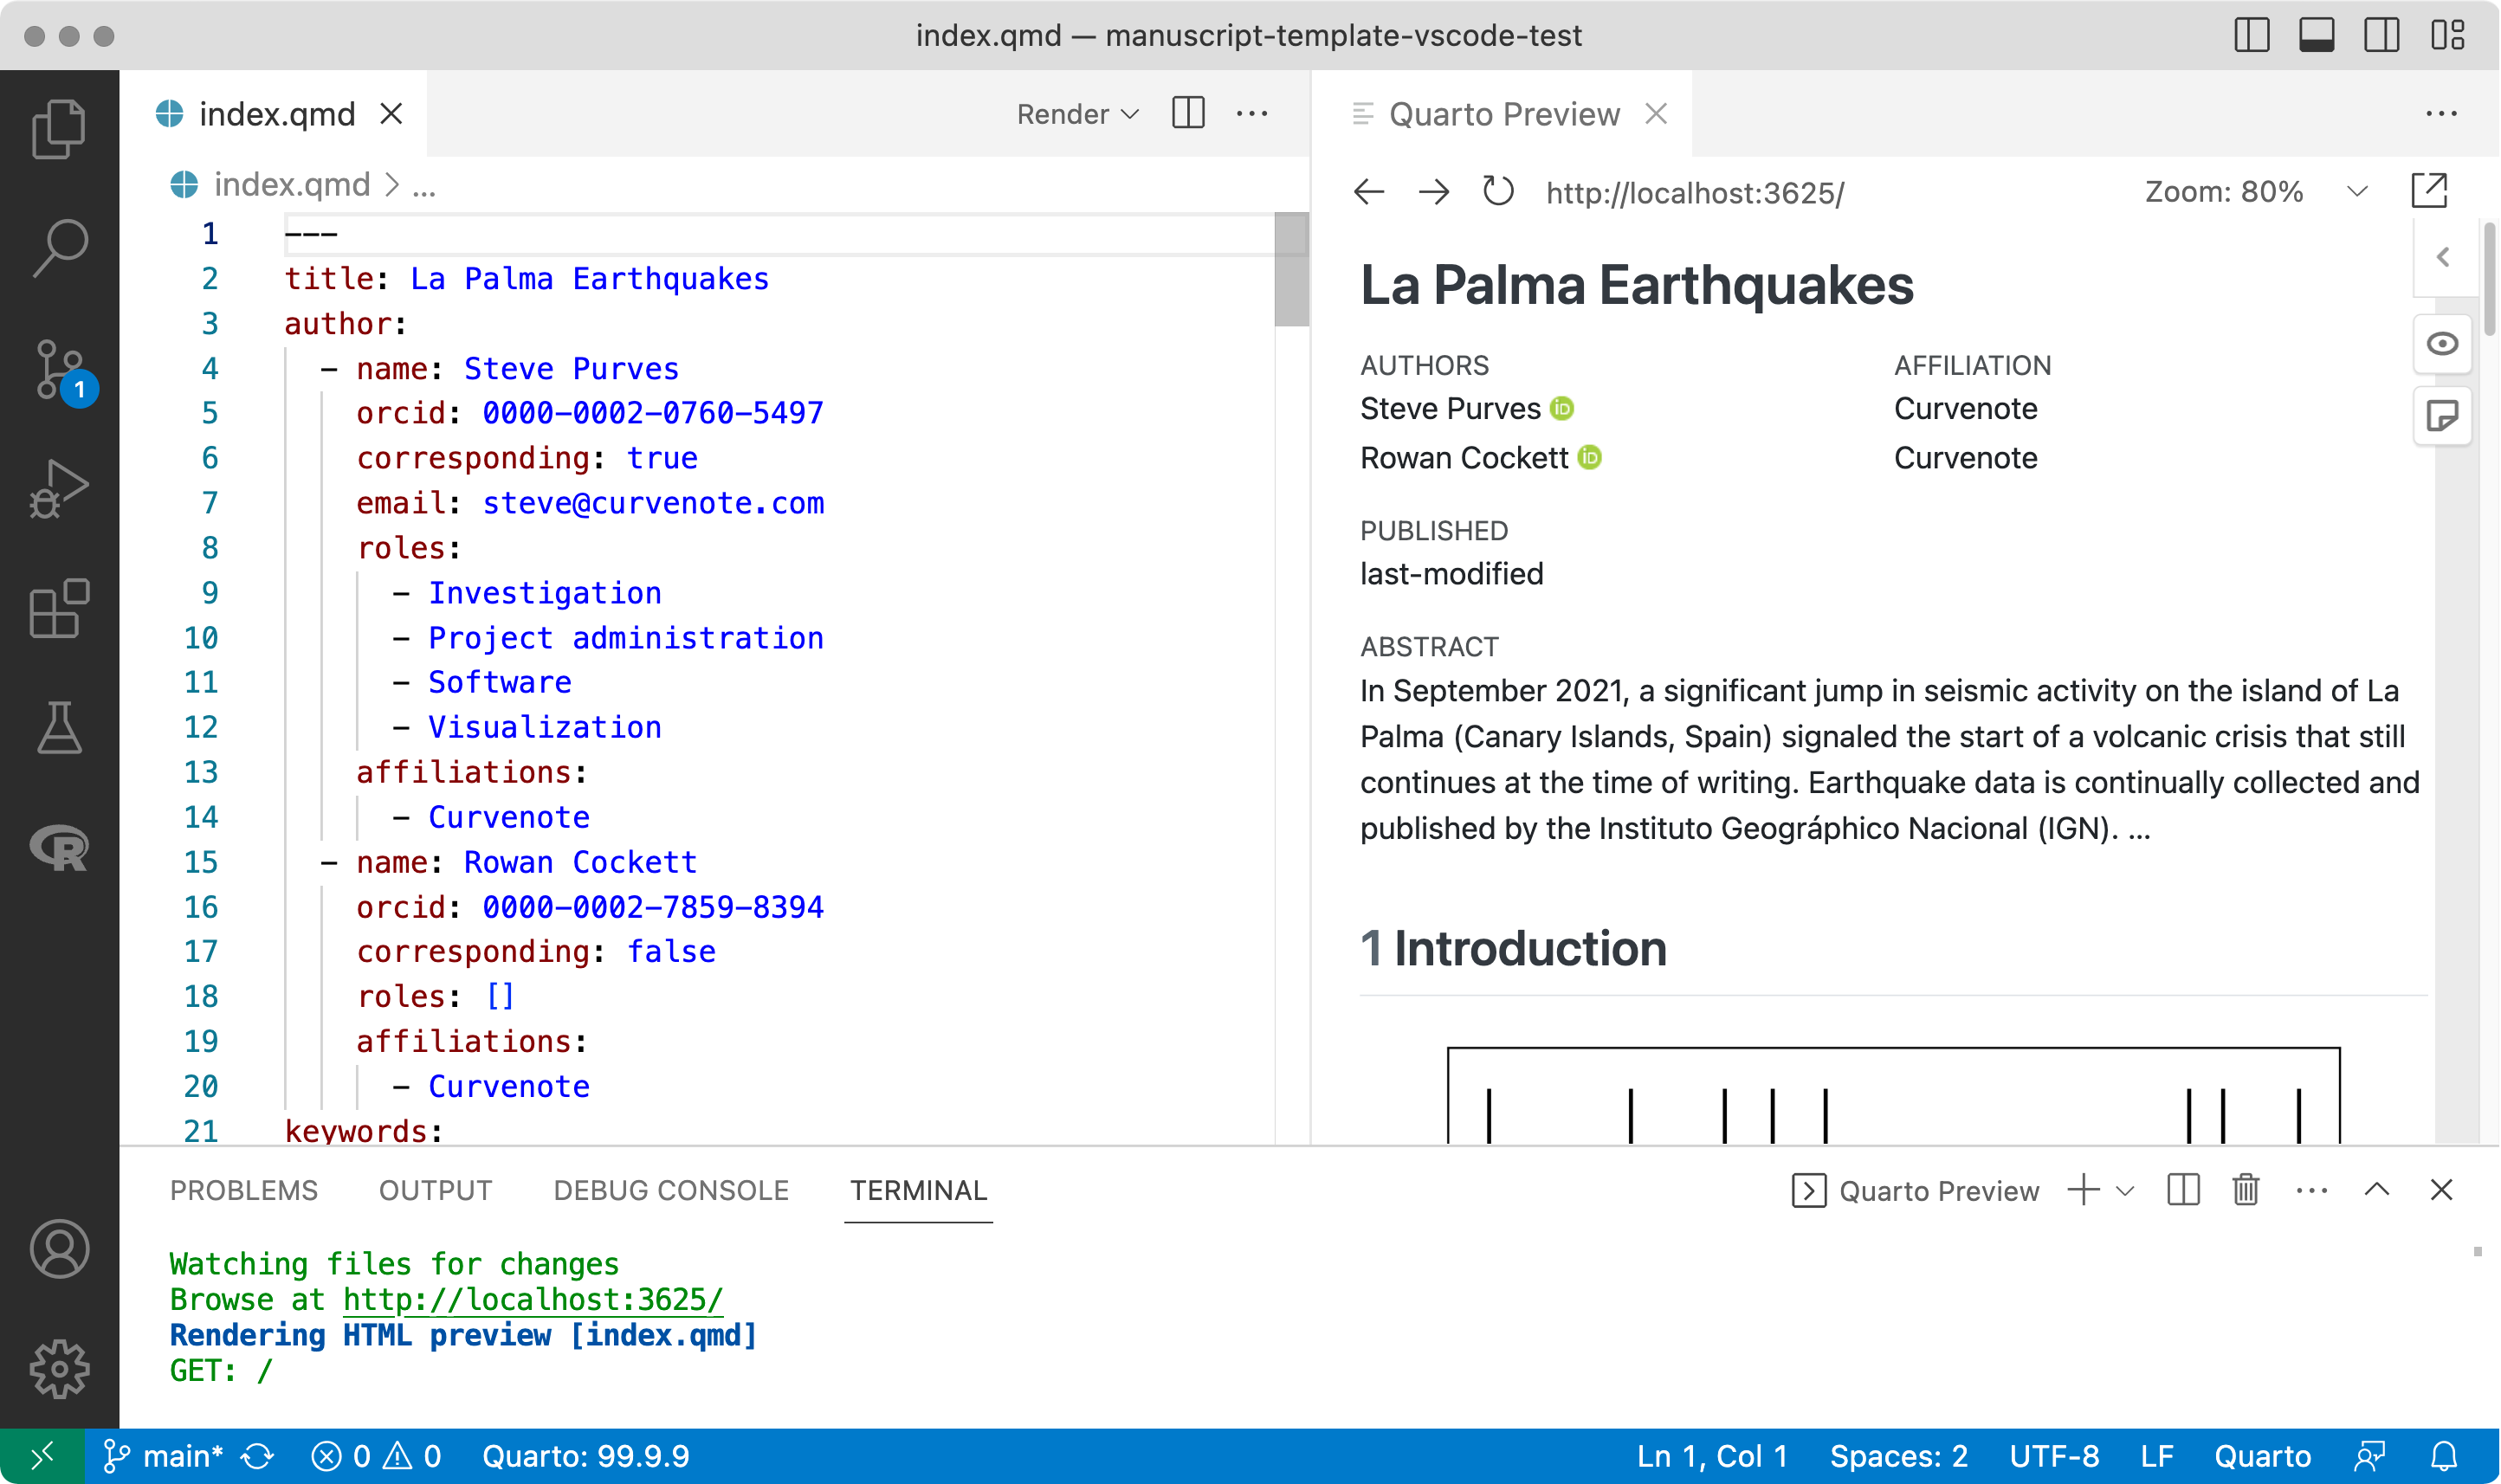 index.qmd — manuscript-template-vscode-test
index.qmd
Render
index.qmd > ...
1 ---
2 title: La Palma Earthquakes
3 author:
4 - name: Steve Purves
5 orcid: 0000-0002-0760-5497
6 corresponding: true
7 email: steve@curvenote.com
8 roles:
9 - Investigation
10 - Project administration
11 - Software
12 - Visualization
13 affiliations:
14 - Curvenote
15 - name: Rowan Cockett
16 orcid: 0000-0002-7859-8394
17 corresponding: false
18 roles: []
19 affiliations:
20 - Curvenote
21 keywords:
1
R
Quarto Preview
http://localhost:3625/
Zoom: 80%
La Palma Earthquakes
AUTHORS AFFILIATION
Steve Purves iD Curvenote
Rowan Cockett iD Curvenote
PUBLISHED
last-modified
ABSTRACT
In September 2021, a significant jump in seismic activity on the island of La
Palma (Canary Islands, Spain) signaled the start of a volcanic crisis that still
continues at the time of writing. Earthquake data is continually collected and
published by the Instituto Geográphico Nacional (IGN). ...
1 Introduction
PROBLEMS OUTPUT DEBUG CONSOLE TERMINAL
Quarto Preview
Watching files for changes
Browse at http://localhost:3625/
Rendering HTML preview [index.qmd]
GET: /
main* 0 0 Quarto: 99.9.9
Ln 1, Col 1 Spaces: 2 UTF-8 LF Quarto